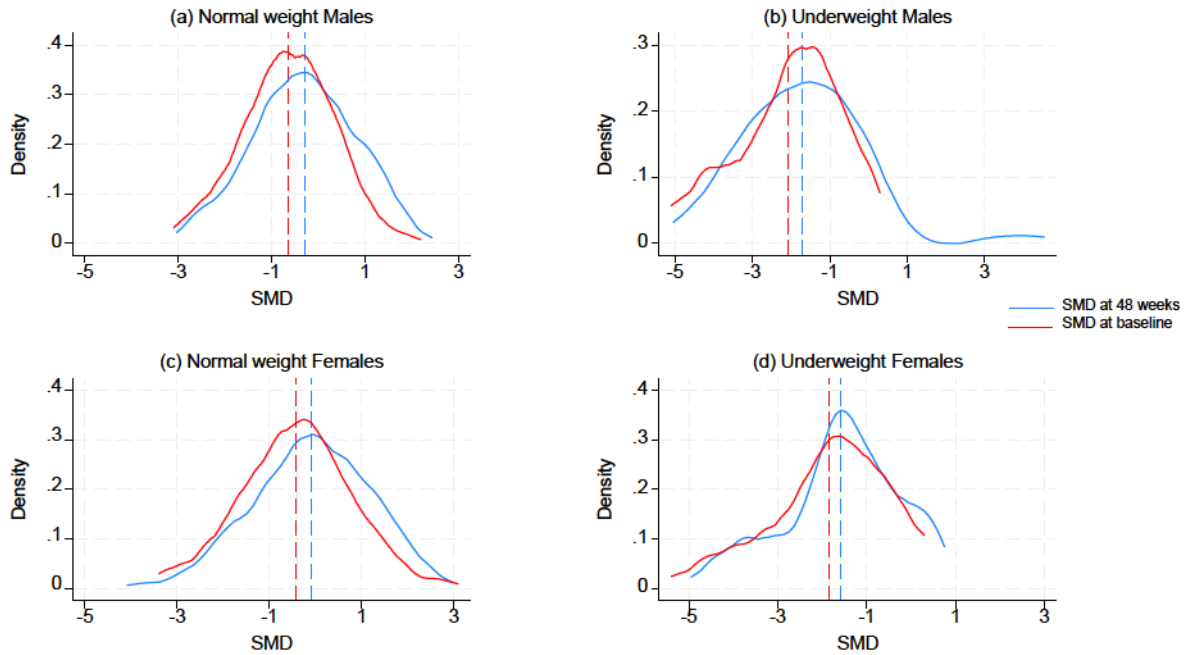 (a) Normal weight Males
.4
.3
.2
.1
0
Density
-5 -3 -1 1 3
SMD
(b) Underweight Males
.3
.2
.1
0
Density
-5 -3 -1 1 3
SMD
SMD at 48 weeks
SMD at baseline
(c) Normal weight Females
.4
.3
.2
.1
0
Density
-5 -3 -1 1 3
SMD
(d) Underweight Females
.4
.3
.2
.1
0
Density
-5 -3 -1 1 3
SMD